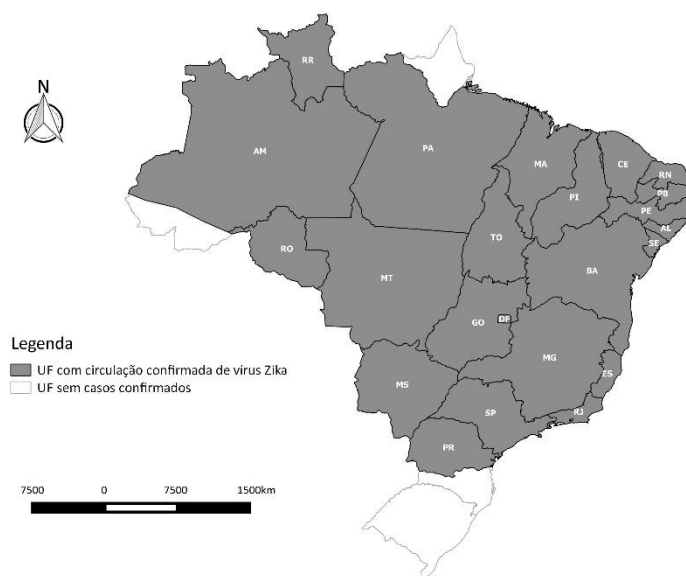 N
RR
AM
PA
MA
CE
RN
PB
PI
PE
AL
SE
TO
RO
BA
MT
GO
DF
MG
ES
MS
SP
RJ
PR
Legenda
UF com circulação confirmada de vírus Zika
UF sem casos confirmados
7500 0 7500 1500km